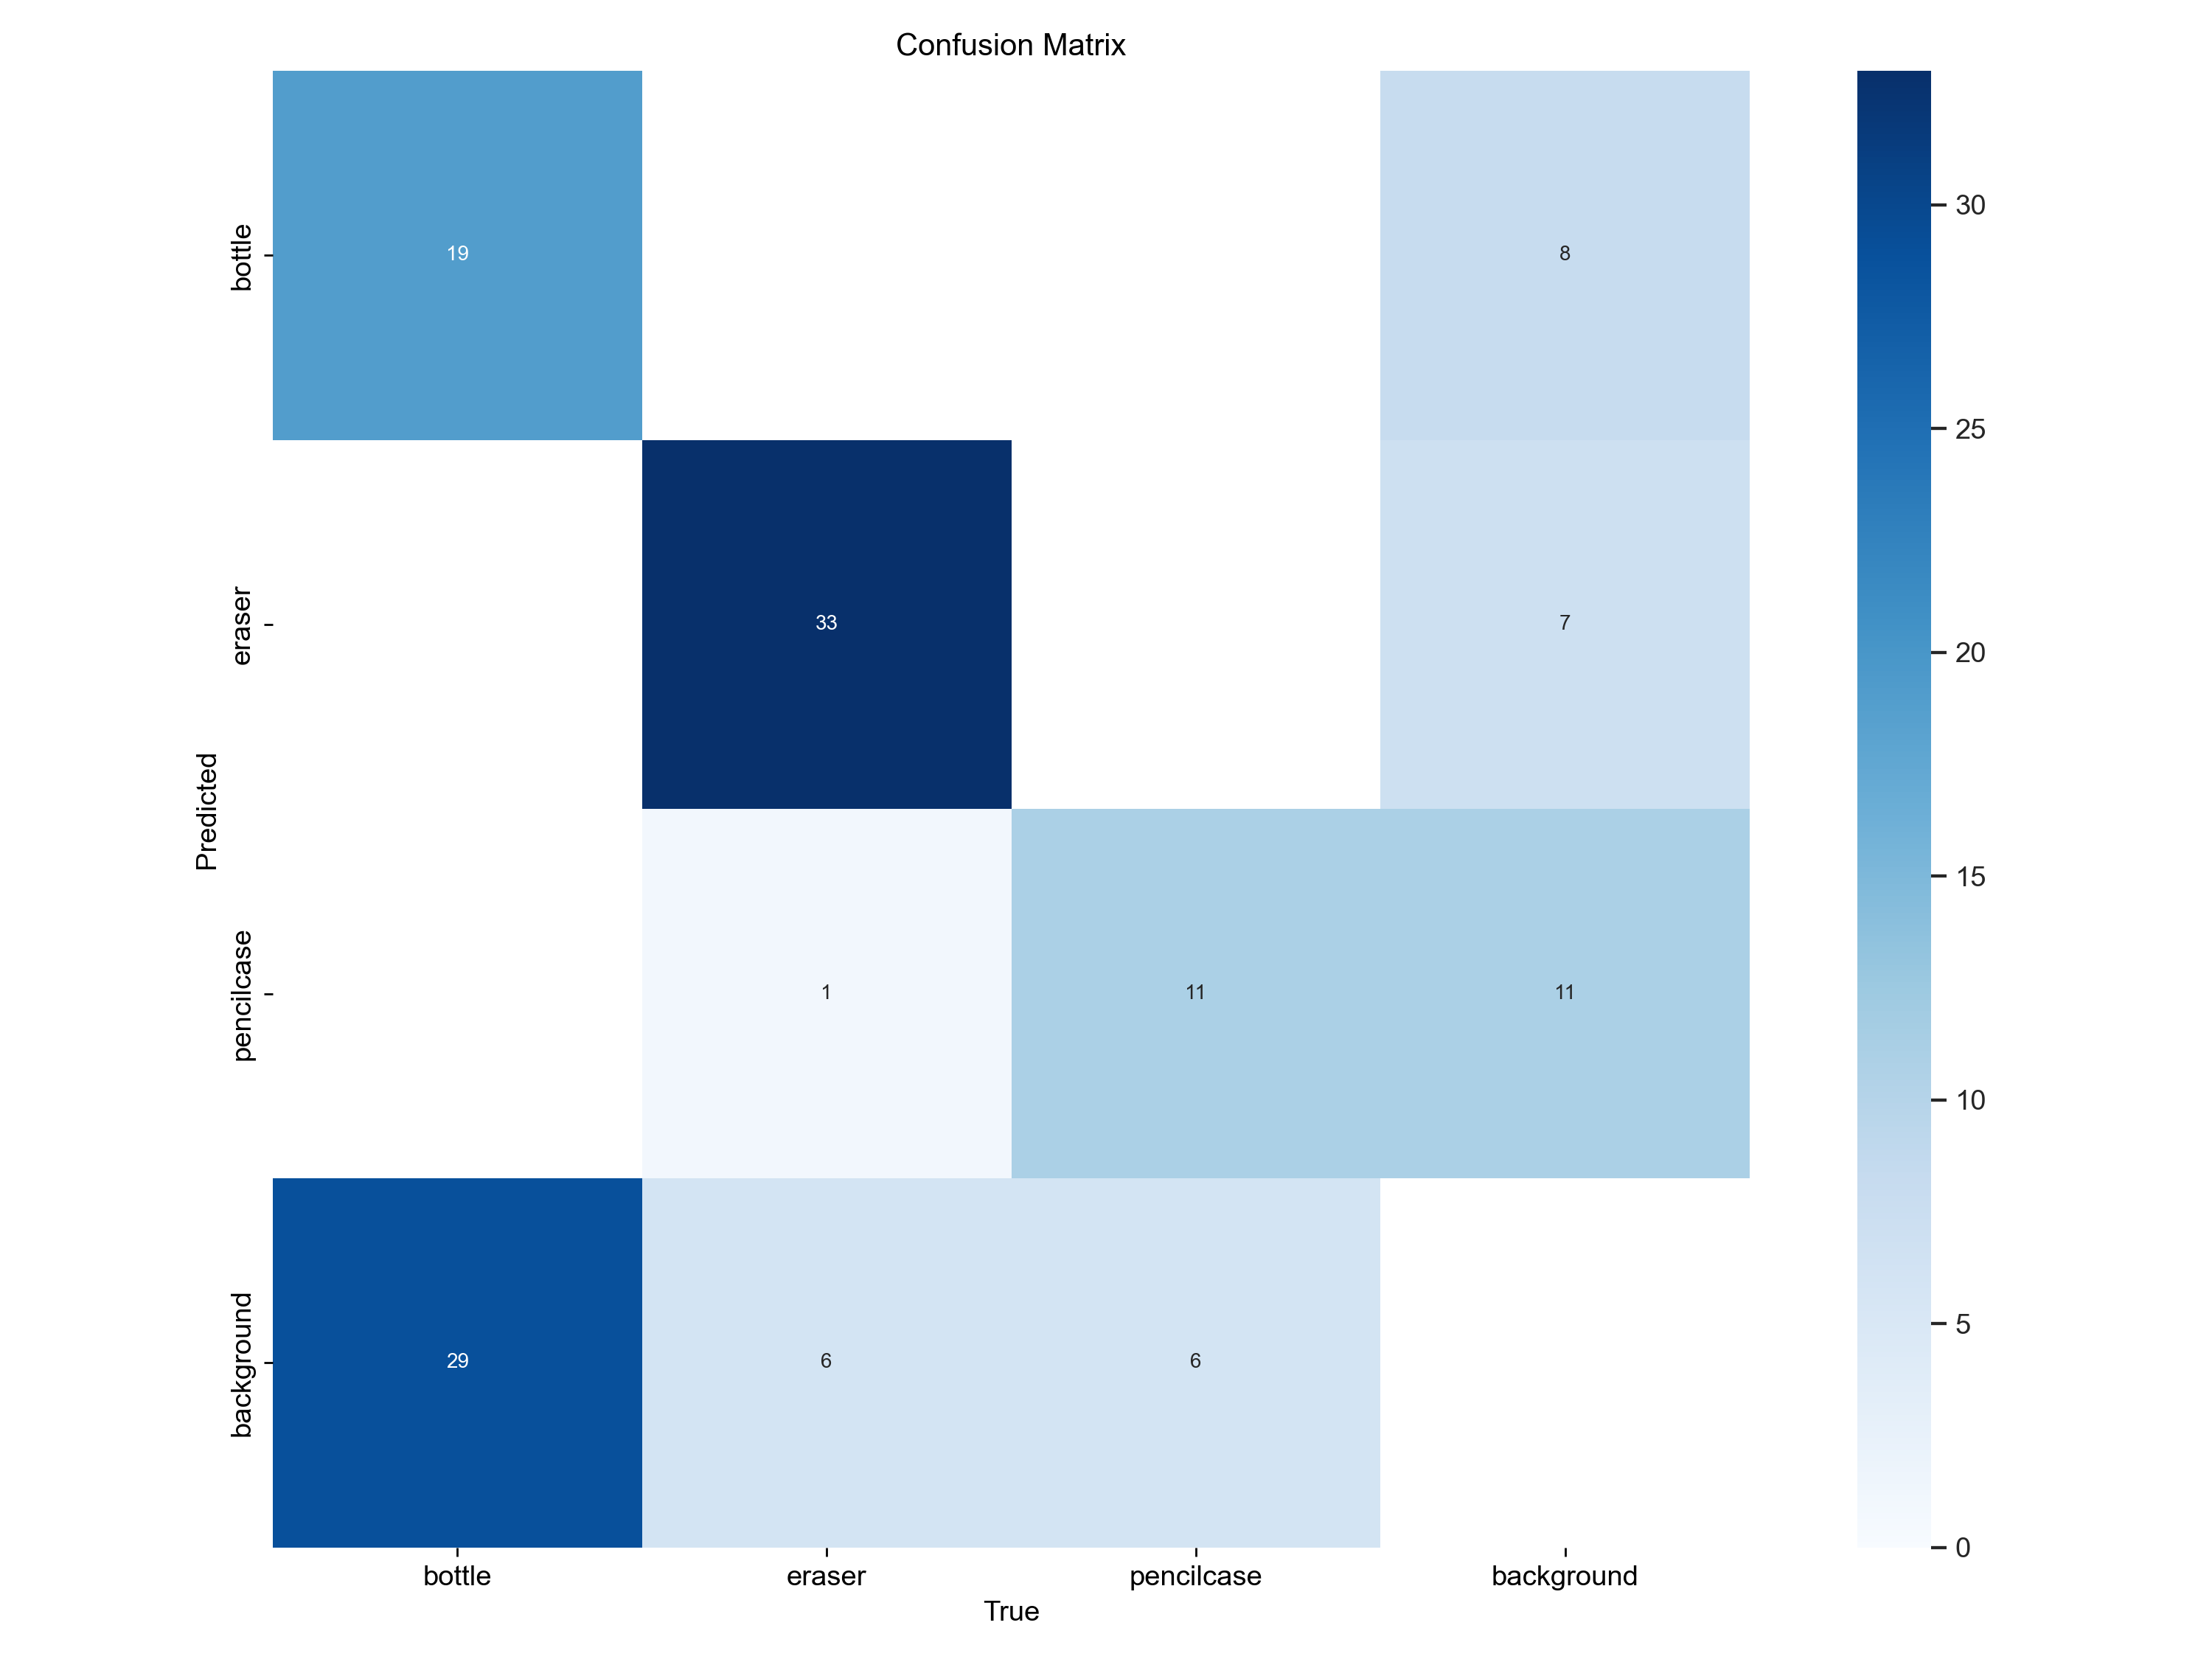 Confusion Matrix
bottle
19
8
eraser
33
7
Predicted
pencilcase
1
11
11
background
29
6
6
bottle
eraser
pencilcase
background
True
30
25
20
15
10
5
0